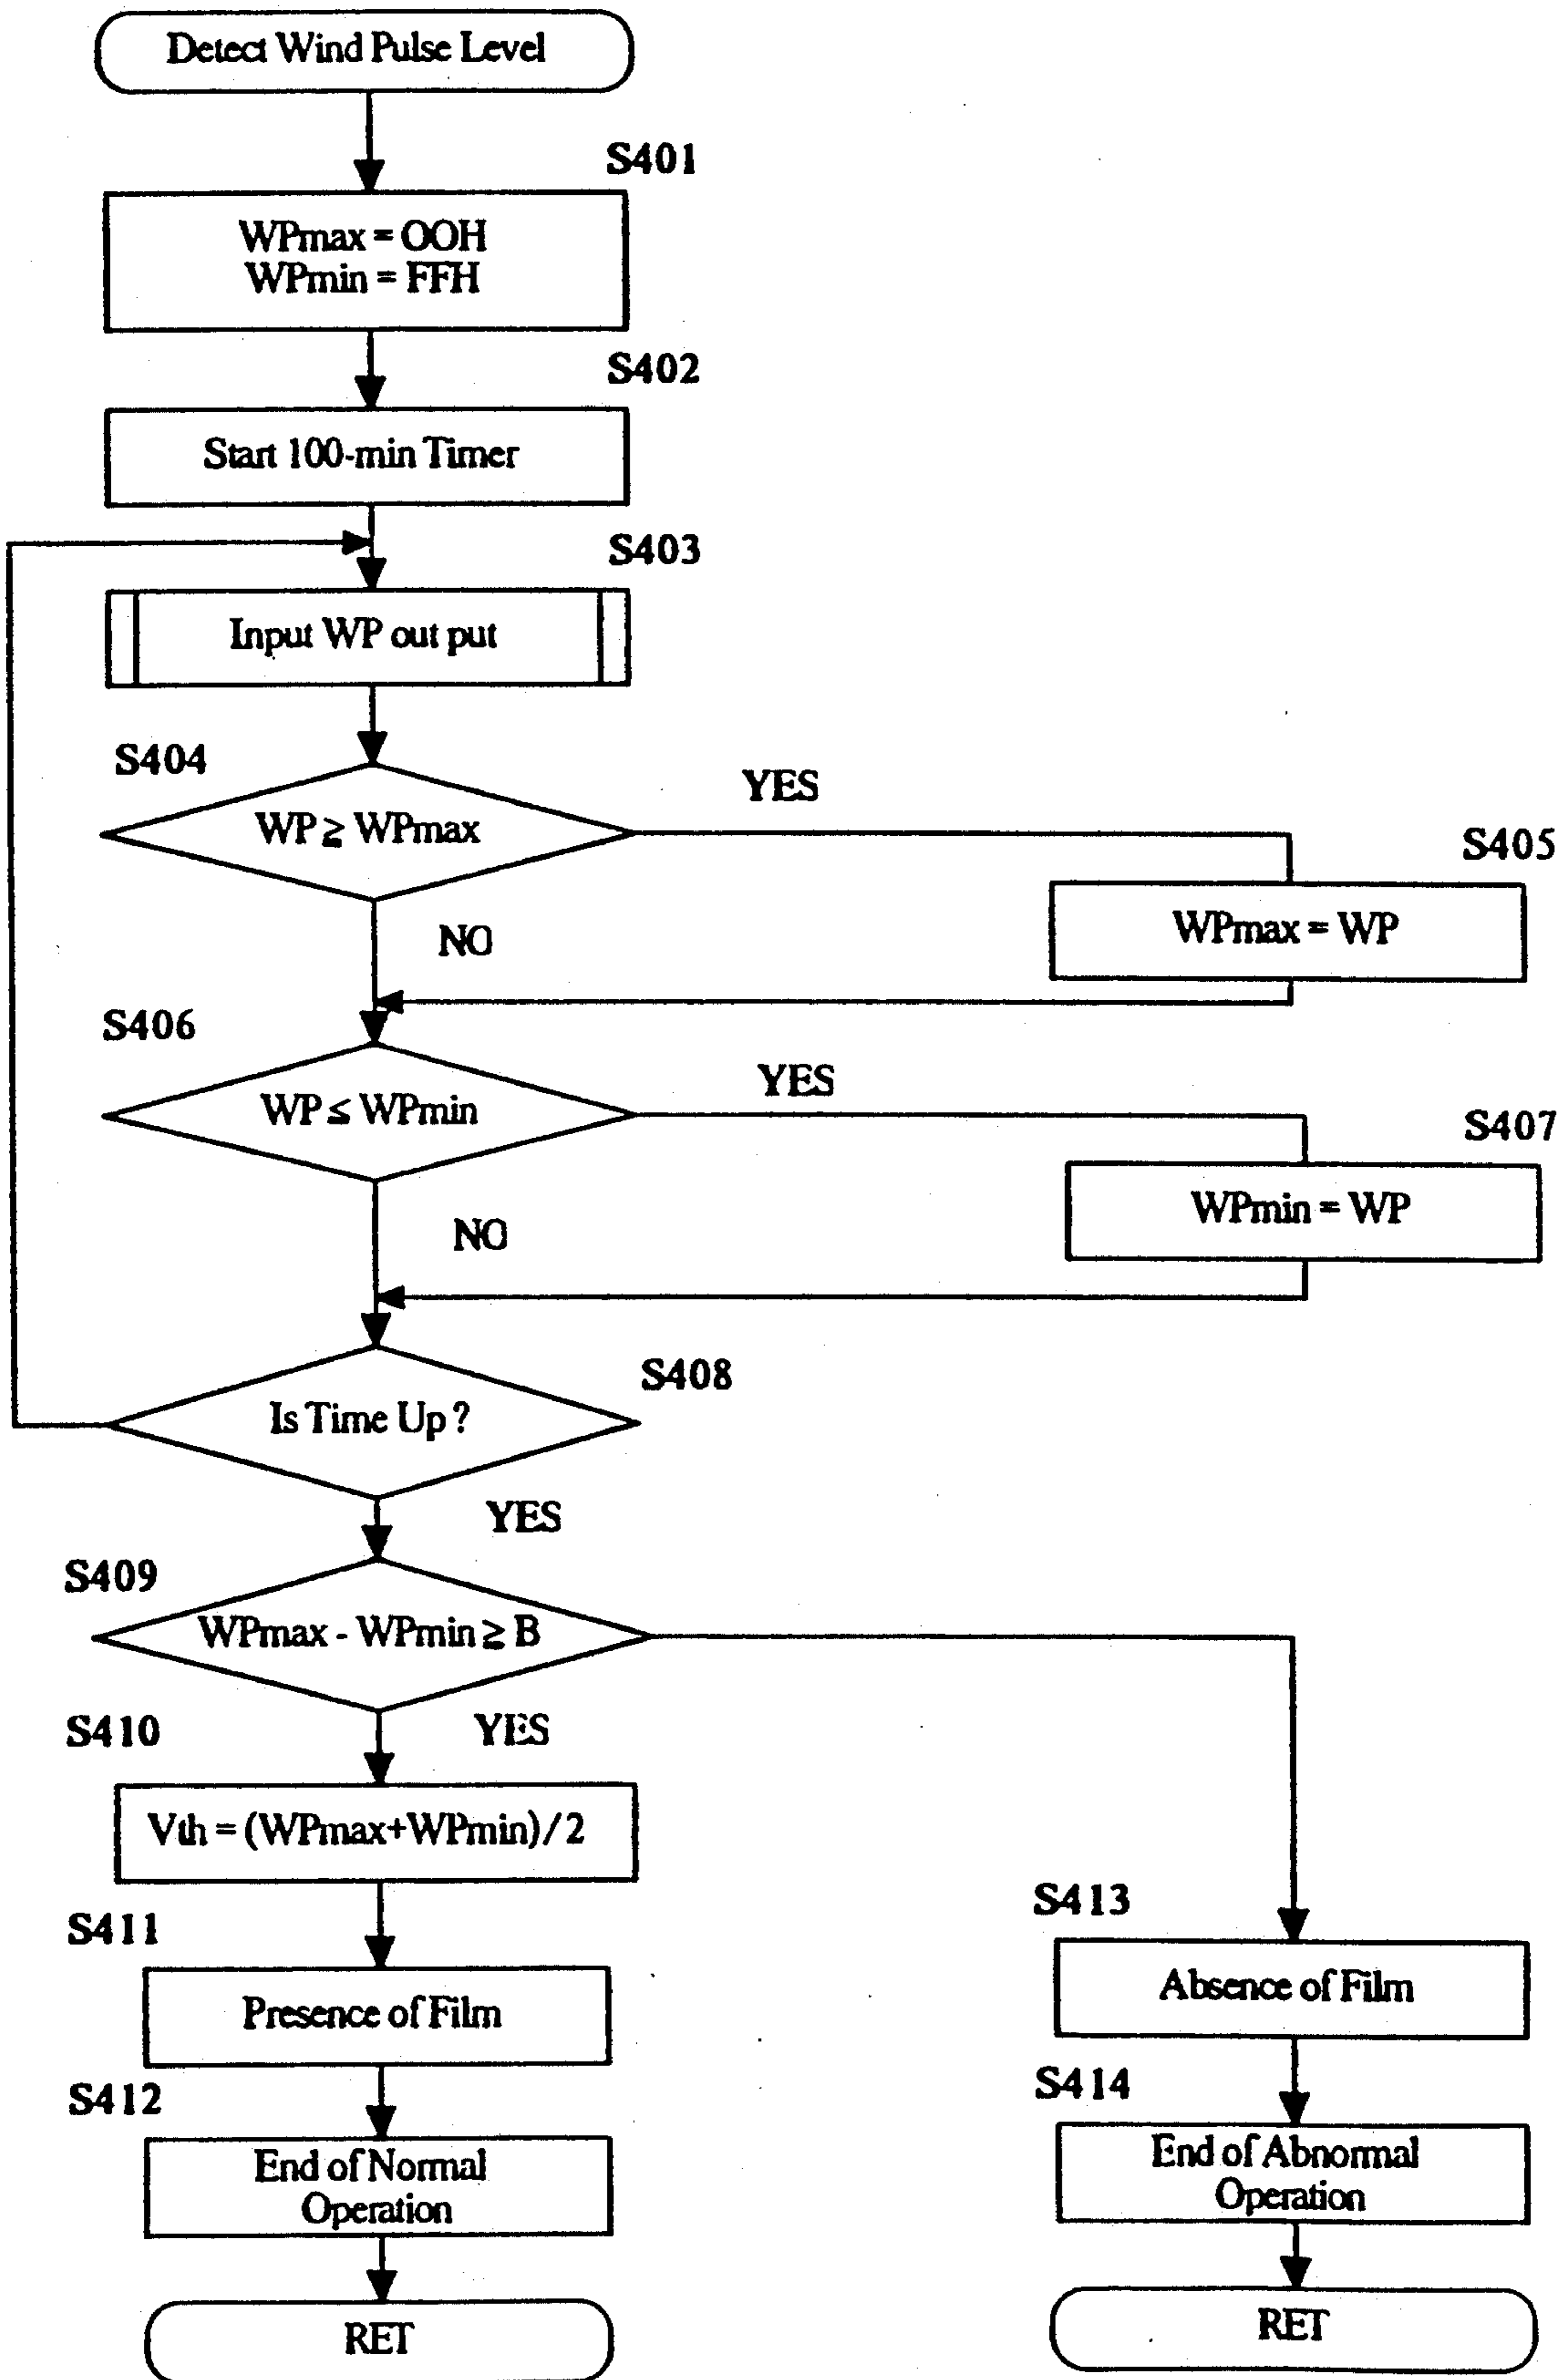 Detect Wind Pulse Level
S401
WPmax = OOH
WPmin = FFH
S402
Start 100-min Timer
S403
Input WP out put
S404
WP ≧ WPmax
YES
S405
WPmax = WP
NO
S406
WP ≦ WPmin
YES
S407
WPmin = WP
NO
S408
Is Time Up ?
YES
S409
WPmax - WPmin ≧ B
YES
S410
Vth = (WPmax+WPmin)/2
S411
Presence of Film
S412
End of Normal
Operation
RET
S413
Absence of Film
S414
End of Abnormal
Operation
RET